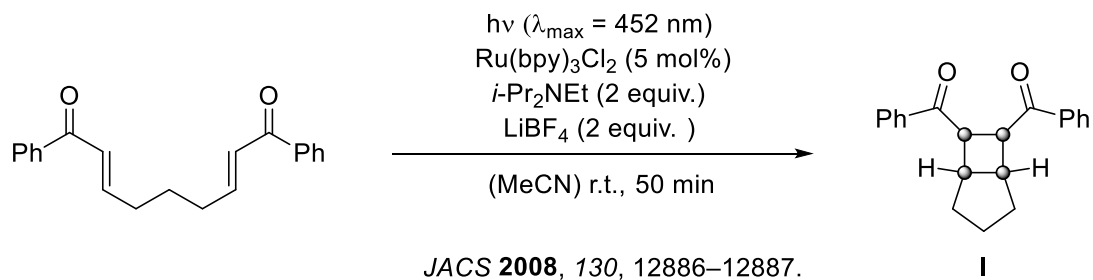 hν (λmax = 452 nm)
Ru(bpy)3Cl2 (5 mol%)
i-Pr2NEt (2 equiv.)
LiBF4 (2 equiv. )
(MeCN) r.t., 50 min
O
O
Ph
Ph
O
O
Ph
Ph
H
H
JACS 2008, 130, 12886–12887.
I